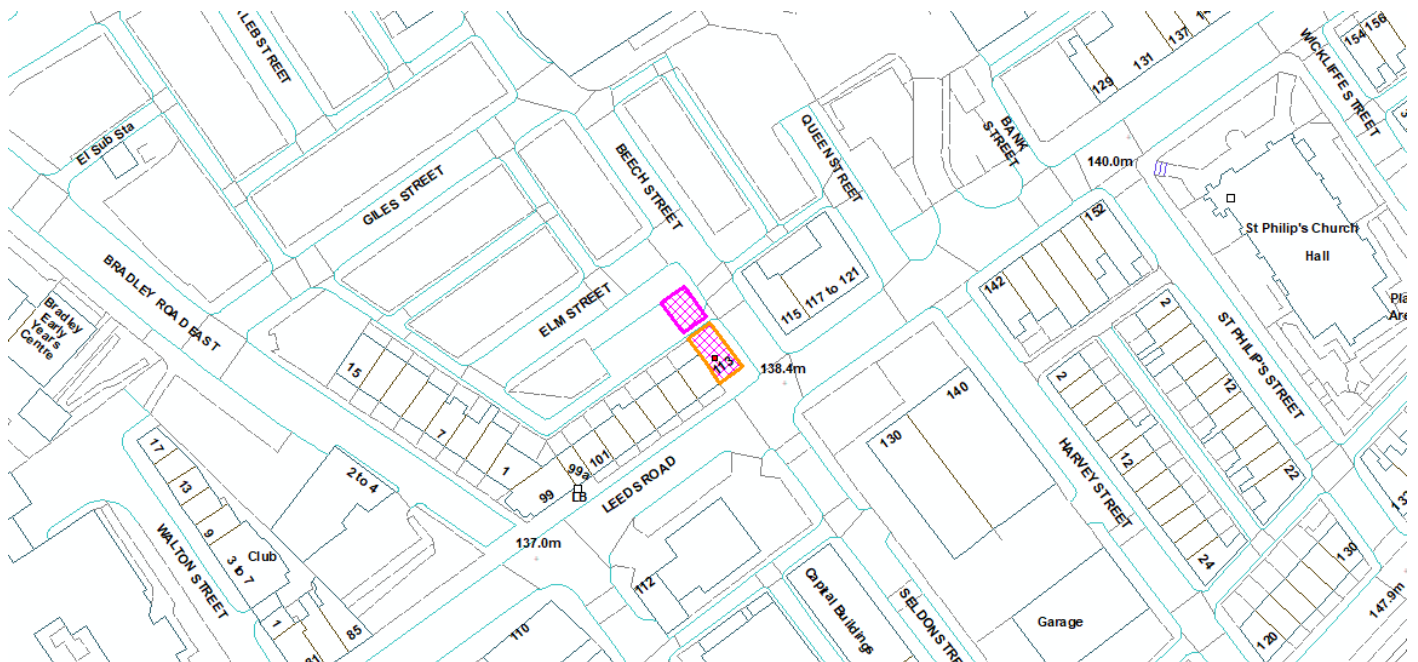 WICKLIFFE STREET
154
156
137
131
129
BANK
STREET
140.0m
QUEEN STREET
BEECH STREET
El Sub Sta
GILES STREET
BRADLEY ROAD EAST
ELM STREET
152
142
St Philip's Church
Hall
115
117 to 121
Bradley
Early
Years
Centre
113
138.4m
15
7
1
99a
99
101
LEEDS ROAD
140
130
2
12
24
HARVEY STREET
2
12
22
ST PHILIP'S STREET
17
13
9
3 to 7
Club
WALTON STREET
2 to 4
137.0m
112
Capital Buildings
Garage
130
120
147.9m
1
85
110